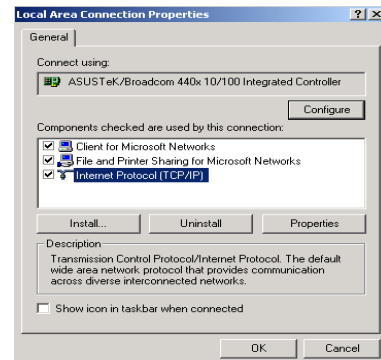 Local Area Connection Properties
General
Connect using:
ASUSTeK/Broadcom 440x 10/100 Integrated Controller
Configure
Components checked are used by this connection:
Client for Microsoft Networks
File and Printer Sharing for Microsoft Networks
Internet Protocol (TCP/IP)
Install... Uninstall Properties
Description
Transmission Control Protocol/Internet Protocol. The default
wide area network protocol that provides communication
across diverse interconnected networks.
Show icon in taskbar when connected
OK Cancel